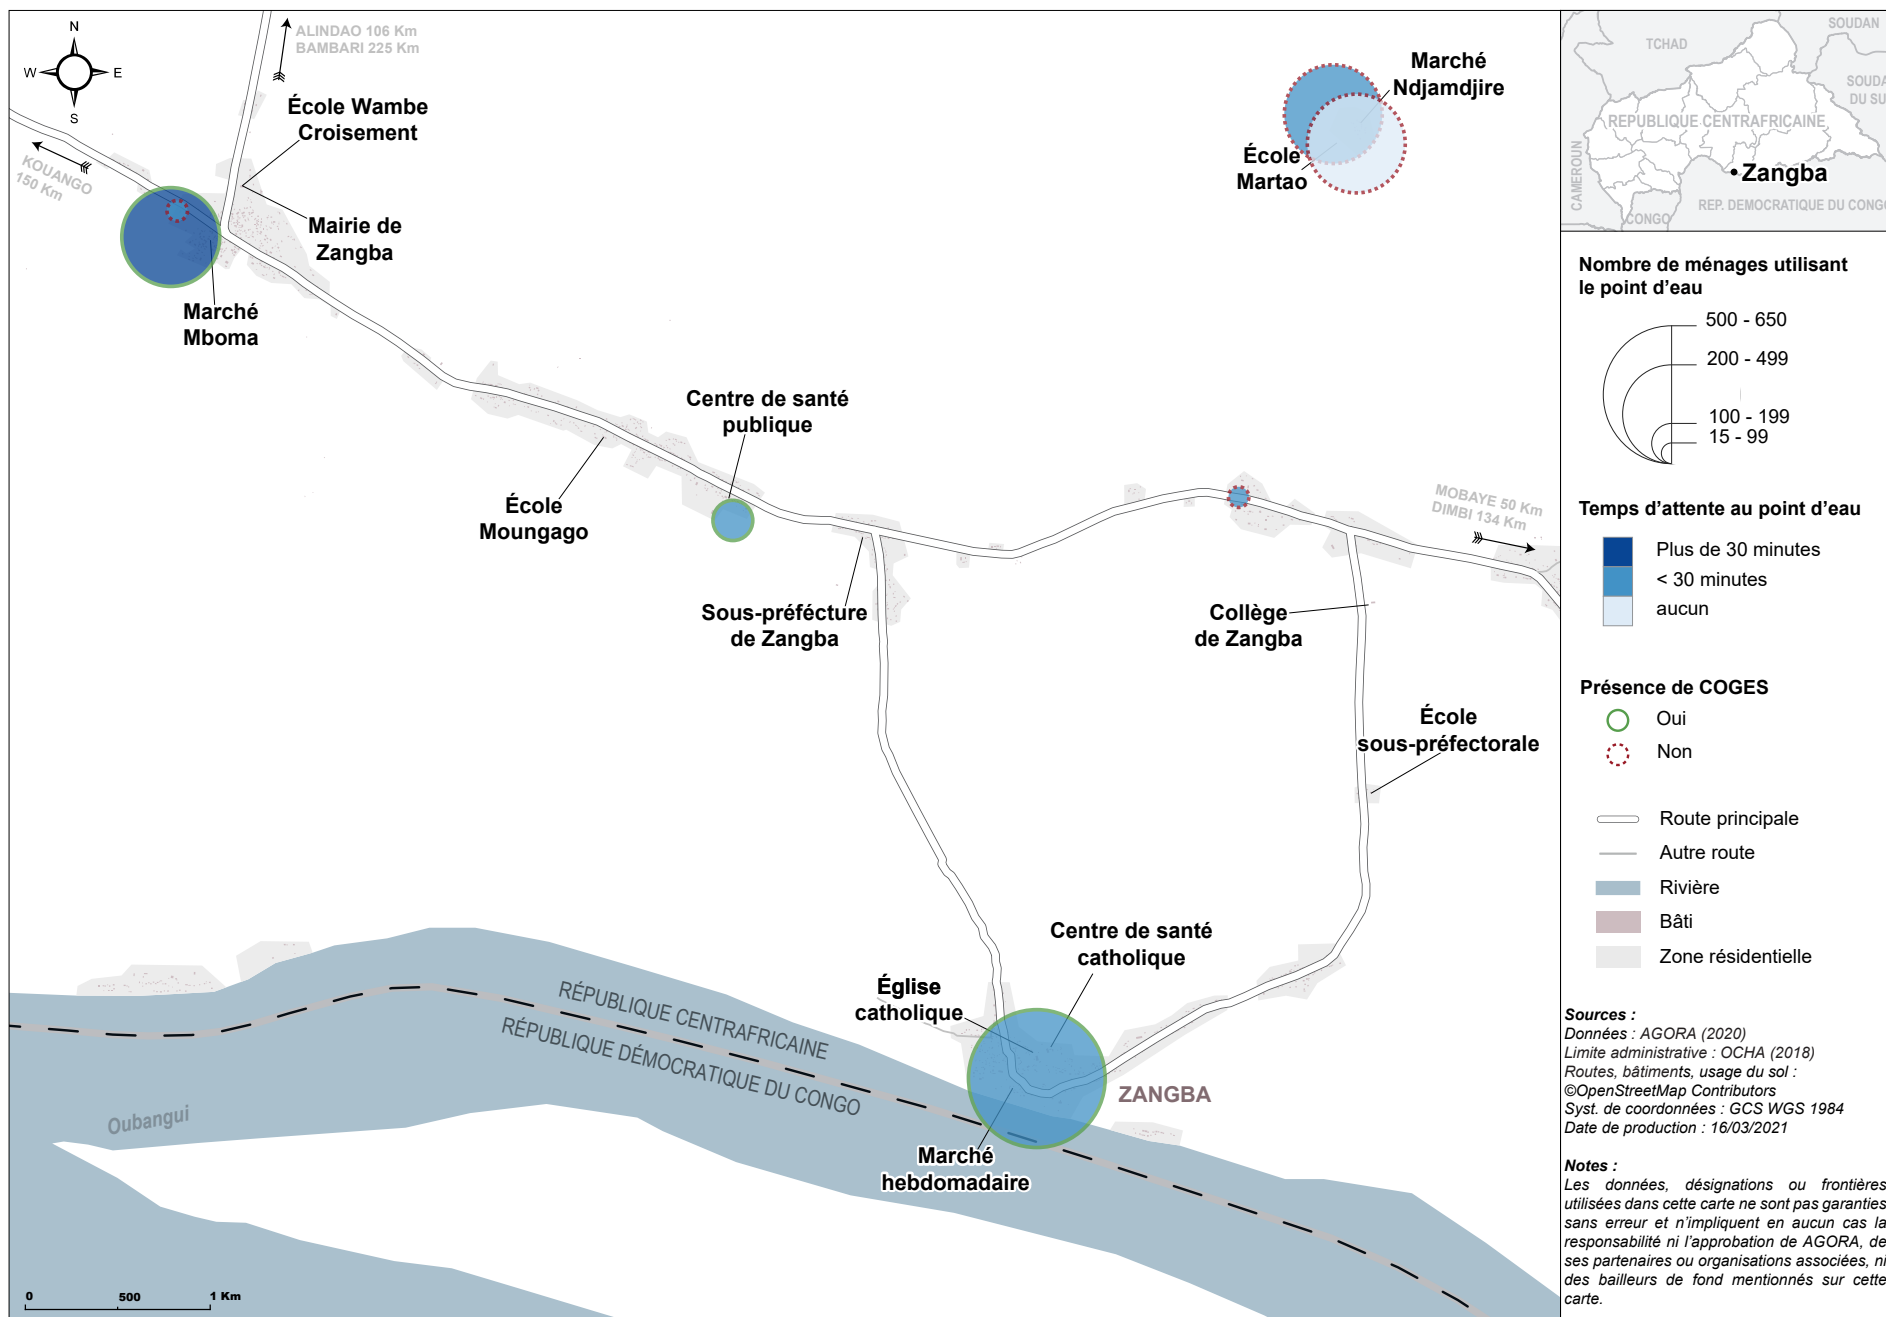 N
W
E
S
ALINDAO 106 Km
BAMBARI 225 Km
KOUANGO
150 Km
École Wambe
Croisement
Mairie de
Zangba
Marché
Mboma
Marché
Ndjamdjire
École
Martao
Centre de santé
publique
École
Moungago
Sous-préfécture
de Zangba
MOBAYE 50 Km
DIMBI 134 Km
Collège
de Zangba
École
sous-préfectorale
Centre de santé
catholique
Église
catholique
ZANGBA
Marché
hebdomadaire
RÉPUBLIQUE CENTRAFRICAINE
RÉPUBLIQUE DÉMOCRATIQUE DU CONGO
Oubangui
0 500 1 Km
TCHAD
SOUDAN
SOUDA
DU SU
REPUBLIQUE CENTRAFRICAINE
CAMEROUN
Zangba
CONGO
REP. DEMOCRATIQUE DU CONGO
Nombre de ménages utilisant
le point d'eau
500 - 650
200 - 499
100 - 199
15 - 99
Temps d'attente au point d'eau
Plus de 30 minutes
< 30 minutes
aucun
Présence de COGES
Oui
Non
Route principale
Autre route
Rivière
Bâti
Zone résidentielle
Sources :
Données : AGORA (2020)
Limite administrative : OCHA (2018)
Routes, bâtiments, usage du sol :
©OpenStreetMap Contributors
Syst. de coordonnées : GCS WGS 1984
Date de production : 16/03/2021
Notes :
Les données, désignations ou frontières
utilisées dans cette carte ne sont pas garanties
sans erreur et n'impliquent en aucun cas la
responsabilité ni l'approbation de AGORA, de
ses partenaires ou organisations associées, ni
des bailleurs de fond mentionnés sur cette
carte.